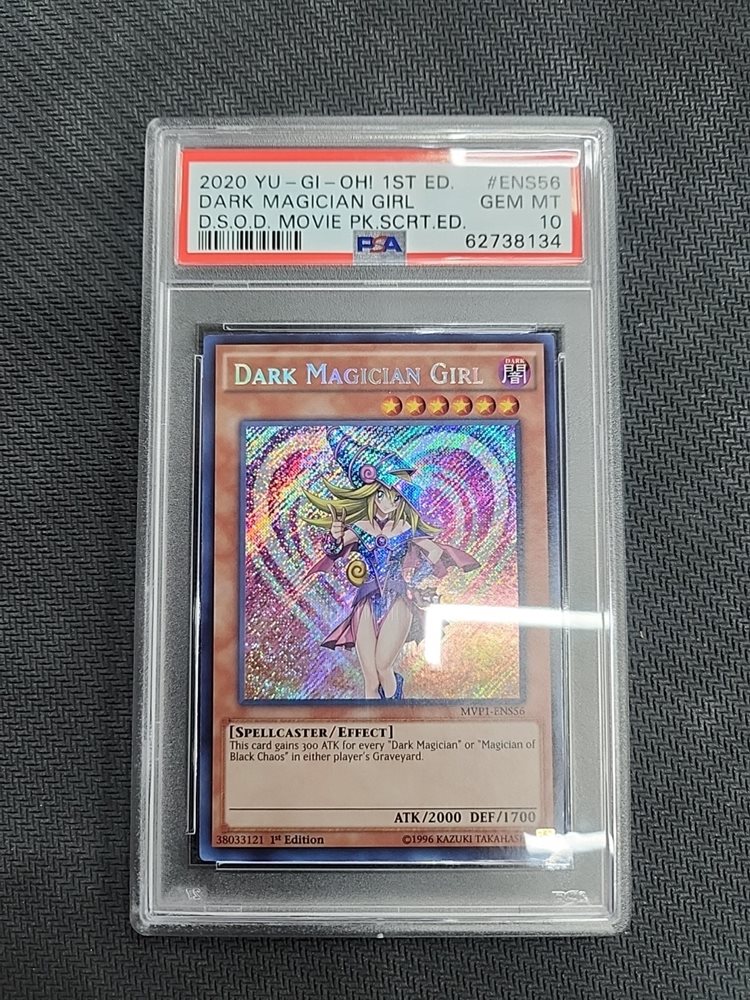 2020 YU-GI-OH! 1ST ED. #ENS56
DARK MAGICIAN GIRL GEM MT
D.S.O.D. MOVIE PK.SCRT.ED. 10
PSA 62738134
DARK MAGICIAN GIRL
DARK
闇
MVP1-ENS56
[SPELLCASTER/EFFECT]
This card gains 300 ATK for every "Dark Magician" or "Magician of
Black Chaos" in either player's Graveyard.
ATK/2000 DEF/1700
38033121 1st Edition ©1996 KAZUKI TAKAHASHI